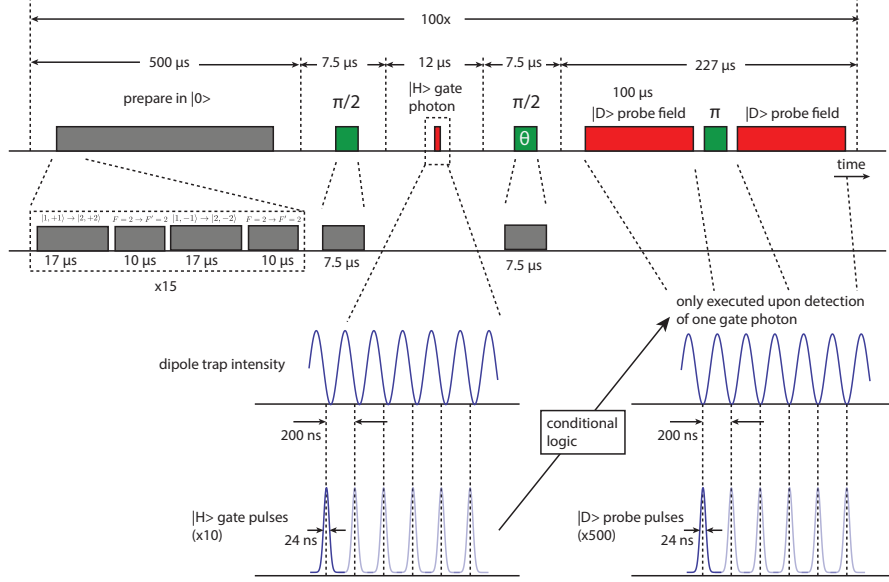 100x
500 µs
7.5 µs
12 µs
7.5 µs
227 µs
prepare in |0>
π/2
|H> gate
photon
π/2
θ
100 µs
|D> probe field
π
|D> probe field
time
|1, +1⟩ → |2, +2⟩
F = 2 → F' = 2
|1, −1⟩ → |2, −2⟩
F = 2 → F' = 2
17 µs
10 µs
17 µs
10 µs
7.5 µs
7.5 µs
x15
only executed upon detection
of one gate photon
dipole trap intensity
200 ns
conditional
logic
200 ns
|H> gate pulses
(x10)
24 ns
|D> probe pulses
(x500)
24 ns